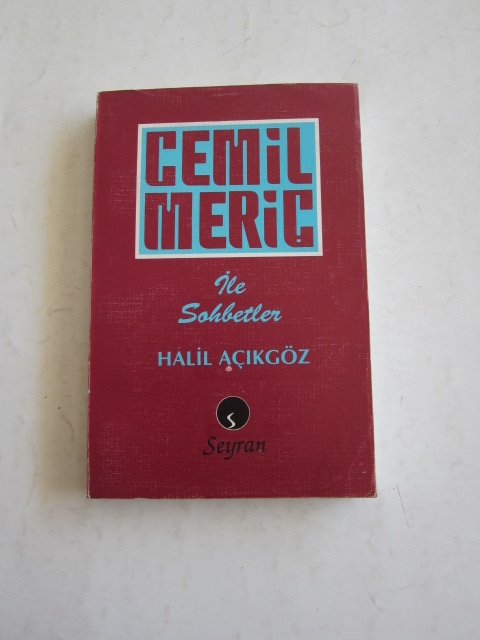 CEMİL
MERİÇ
İle
Sohbetler
HALİL AÇIKGÖZ
S
Seyran